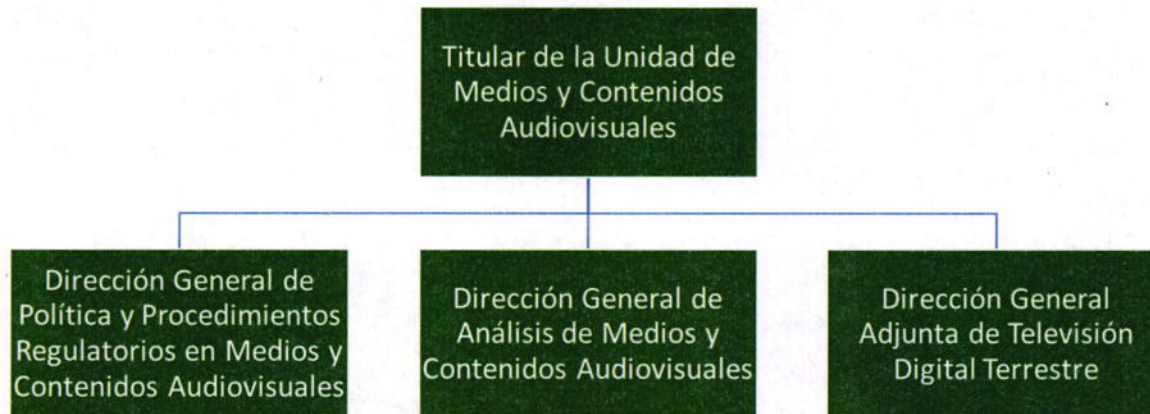 Titular de la Unidad de
Medios y Contenidos
Audiovisuales
Dirección General de
Política y Procedimientos
Regulatorios en Medios y
Contenidos Audiovisuales
Dirección General de
Análisis de Medios y
Contenidos Audiovisuales
Dirección General
Adjunta de Televisión
Digital Terrestre